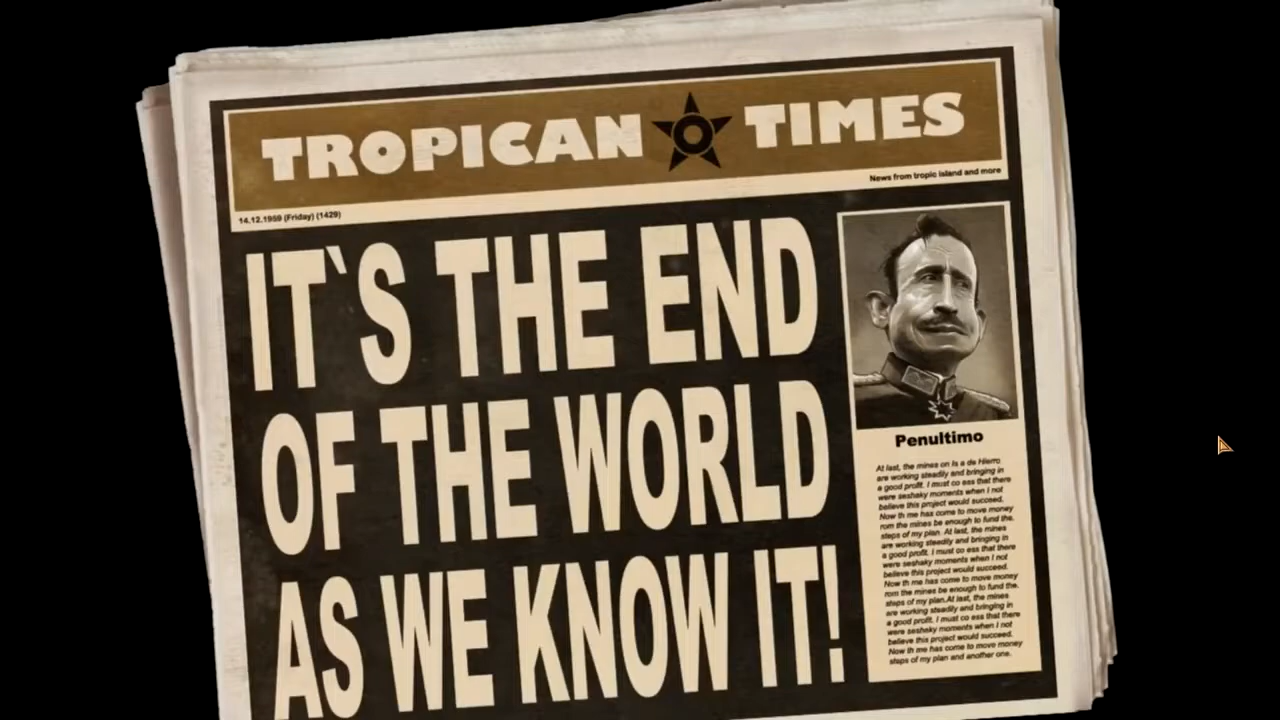 TROPICAN TIMES
News from tropic island and more
14.12.1959 (Friday) (1429)
IT`S THE END
OF THE WORLD
AS WE KNOW IT!
Penultimo
At last, the mines on Is a de Hierro
are working steadily and bringing in
a good profit. I must co ess that there
were seshaky moments when I not
believe this project would succeed.
Now th me has come to move money
rom the mines be enough to fund the.
steps of my plan. At last, the mines
are working steedily and bringing in
a good profit. I must co ess that there
were seshaky moments when I not
believe this project would succeed.
Now th me has come to move money
rom the mines be enough to fund the.
steps of my plan.At last, the mines
are working steedily and bringing in
a good profit. I must co ess that there
were seshaky moments when I not
believe this project would succeed.
Now th me has come to move money
steps of my plan and another one.